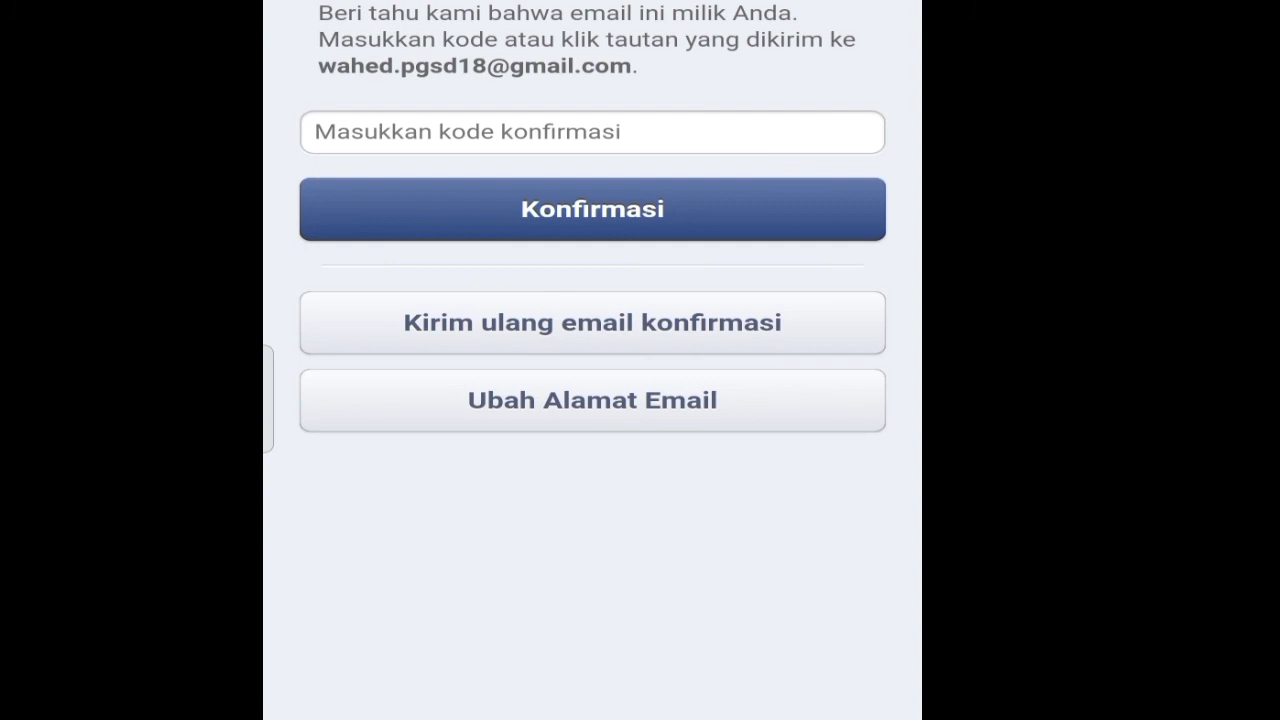 Beri tahu kami bahwa email ini milik Anda.
Masukkan kode atau klik tautan yang dikirim ke
wahed.pgsd18@gmail.com.
Masukkan kode konfirmasi
Konfirmasi
Kirim ulang email konfirmasi
Ubah Alamat Email